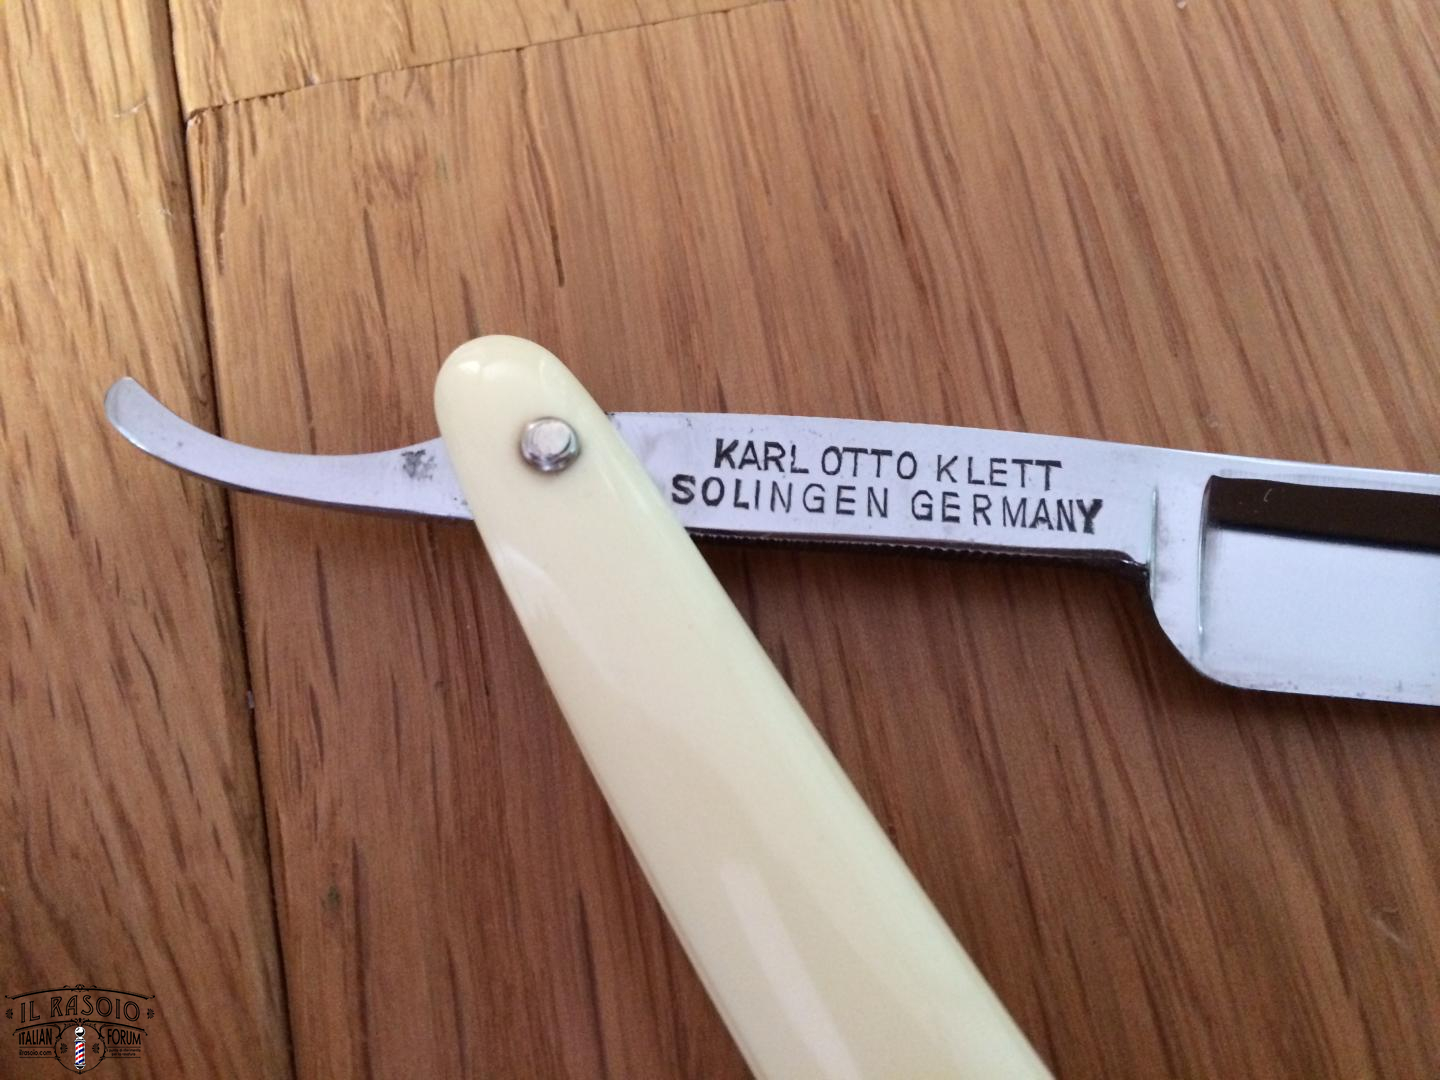 KARL OTTO KLETT
SOLINGEN GERMANY
IL RASOIO
ITALIAN FORUM